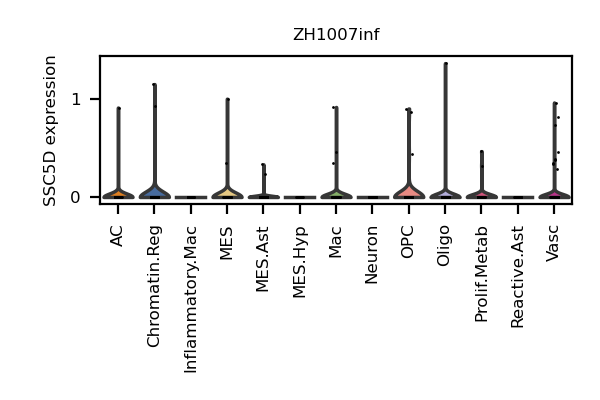 ZH1007inf
SSC5D expression
1
0
AC
Chromatin.Reg
Inflammatory.Mac
MES
MES.Ast
MES.Hyp
Mac
Neuron
OPC
Oligo
Prolif.Metab
Reactive.Ast
Vasc